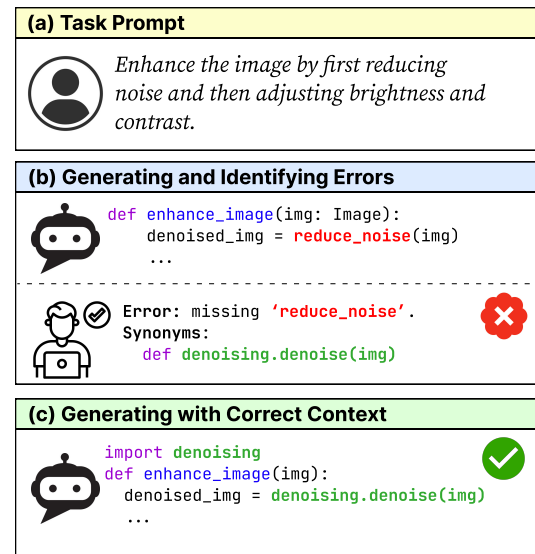 (a) Task Prompt
Enhance the image by first reducing
noise and then adjusting brightness and
contrast.
(b) Generating and Identifying Errors
def enhance_image(img: Image):
denoised_img = reduce_noise(img)
...
Error: missing ‘reduce_noise’.
Synonyms:
def denoising.denoise(img)
(c) Generating with Correct Context
import denoising
def enhance_image(img):
denoised_img = denoising.denoise(img)
...